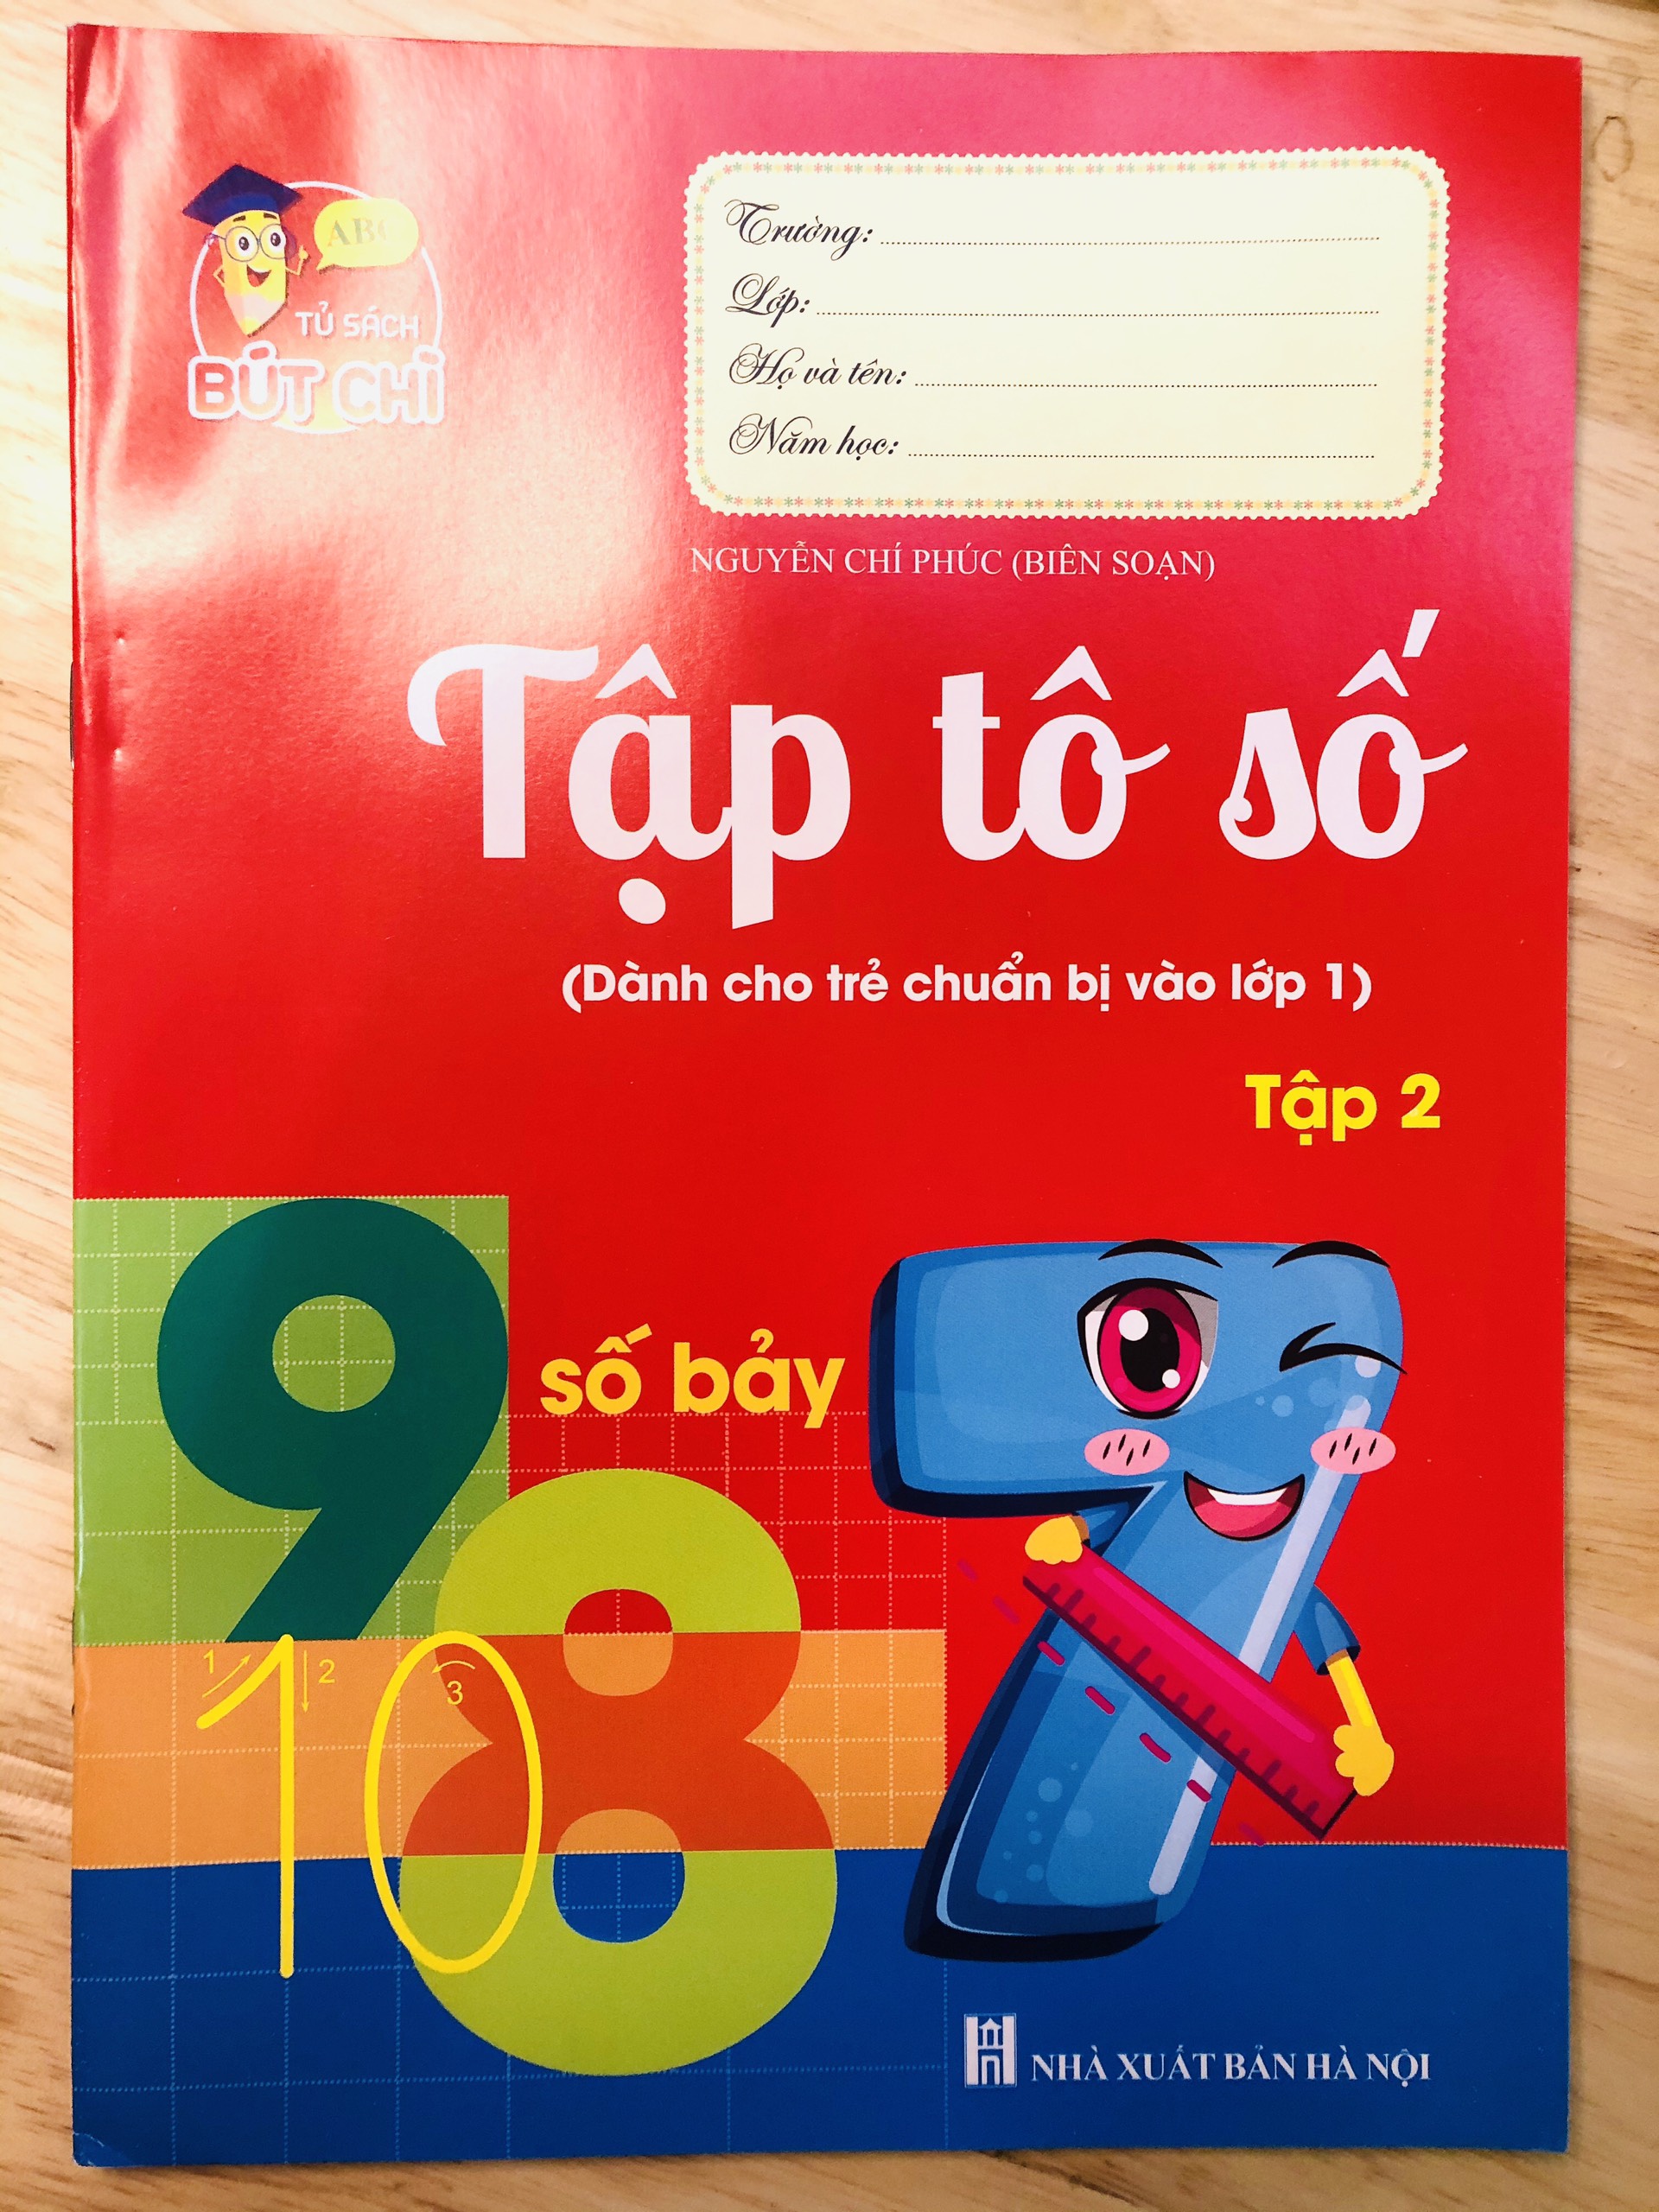 ABC
TỦ SÁCH
BÚT CHÌ
Trường:
Lớp:
Họ và tên:
Năm học:
NGUYỄN CHÍ PHÚC (BIÊN SOẠN)
Tập tô số
(Dành cho trẻ chuẩn bị vào lớp 1)
Tập 2
9
số bảy
7
8
1 2 3
10
NHÀ XUẤT BẢN HÀ NỘI